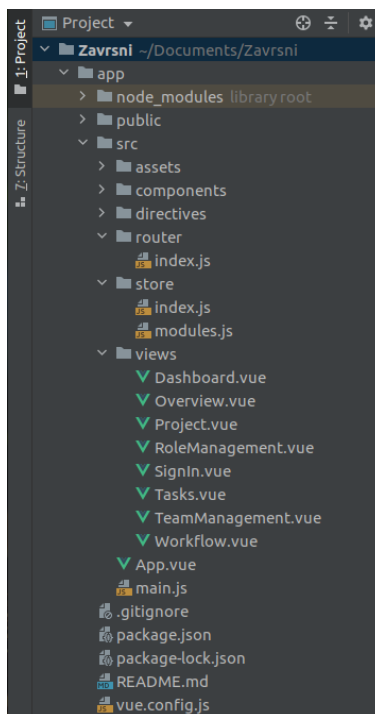 Project
1: Project
7: Structure
Zavrsni ~/Documents/Zavrsni
app
node_modules library root
public
src
assets
components
directives
router
index.js
store
index.js
modules.js
views
Dashboard.vue
Overview.vue
Project.vue
RoleManagement.vue
SignIn.vue
Tasks.vue
TeamManagement.vue
Workflow.vue
App.vue
main.js
.gitignore
package.json
package-lock.json
README.md
vue.config.js